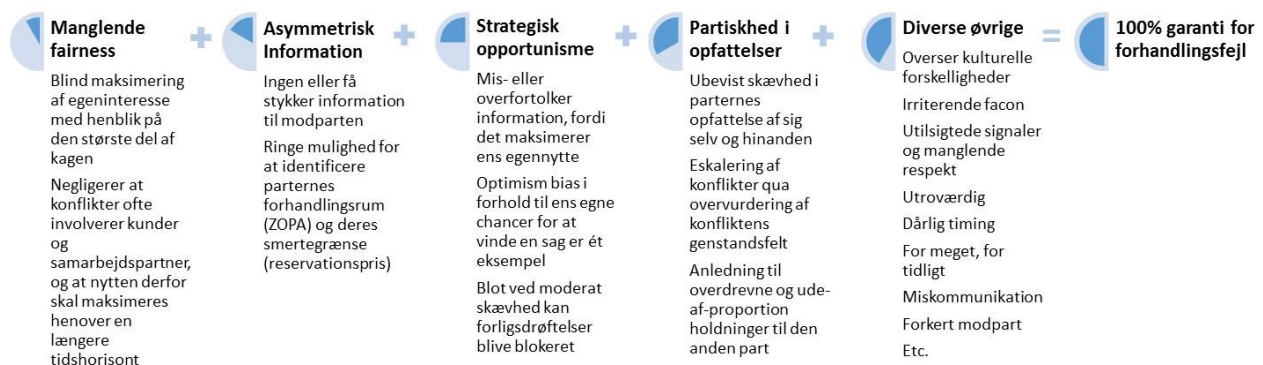 Manglende
fairness
Blind maksimering
af egeninteresse
med henblik på
den største del af
kagen
Negligerer at
konflikter ofte
involverer kunder
og
samarbejdspartner,
og at nytten derfor
skal maksimeres
henover en
længere
tidshorisont
+
Asymmetrisk
Information
Ingen eller få
stykker information
til modparten
Ringe mulighed for
at identificere
parternes
forhandlingsrum
(ZOPA) og deres
smertegrænse
(reservationspris)
+
Strategisk
opportunisme
Mis- eller
overfortolker
information, fordi
det maksimerer
ens egennytte
Optimism bias i
forhold til ens egne
chancer for at
vinde en sag er ét
eksempel
Blot ved moderat
skævhed kan
forligsdrøftelser
blive blokeret
+
Partiskhed i
opfattelser
Ubevist skævhed i
parternes
opfattelse af sig
selv og hinanden
Eskalering af
konflikter qua
overvurdering af
konfliktens
genstandsfelt
Anledning til
overdrevne og ude-
af-proportion
holdninger til den
anden part
+
Diverse øvrige
Overser kulturelle
forskelligheder
Irriterende facon
Utilsigtede signaler
og manglende
respekt
Utroværdig
Dårlig timing
For meget, for
tidligt
Miskommunikation
Forkert modpart
Etc.
=
100% garanti for
forhandlingsfejl